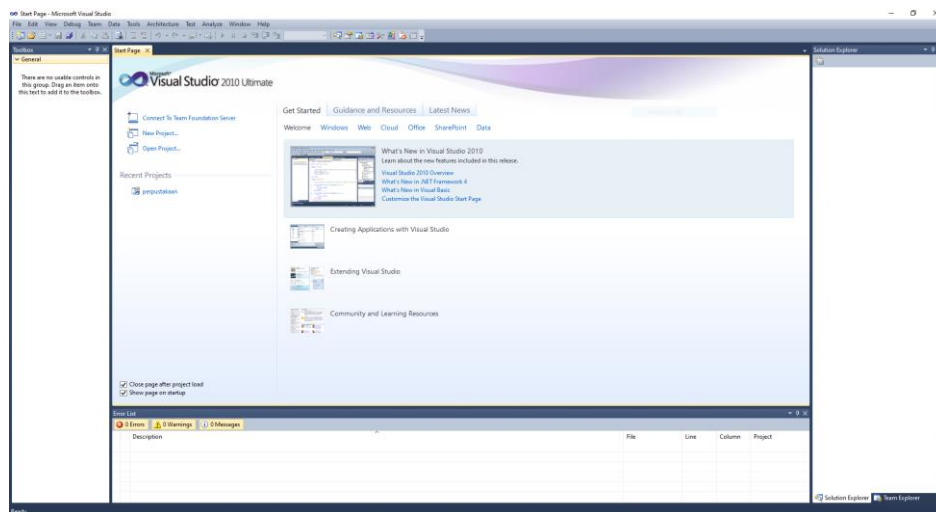 Start Page - Microsoft Visual Studio
File Edit View Debug Team Data Tools Architecture Test Analyze Window Help
Toolbox
General
There are no usable controls in
this group. Drag an item onto
this text to add it to the toolbox.
Start Page
Microsoft
Visual Studio 2010 Ultimate
Connect To Team Foundation Server
New Project...
Open Project...
Recent Projects
perpustakaan
Close page after project load
Show page on startup
Get Started Guidance and Resources Latest News
Welcome Windows Web Cloud Office SharePoint Data
What's New in Visual Studio 2010
Learn about the new features included in this release.
Visual Studio 2010 Overview
What's New in .NET Framework 4
What's New in Visual Basic
Customize the Visual Studio Start Page
Creating Applications with Visual Studio
Extending Visual Studio
Community and Learning Resources
Solution Explorer
Error List
0 Errors 0 Warnings 0 Messages
Description File Line Column Project
Solution Explorer Team Explorer
Ready